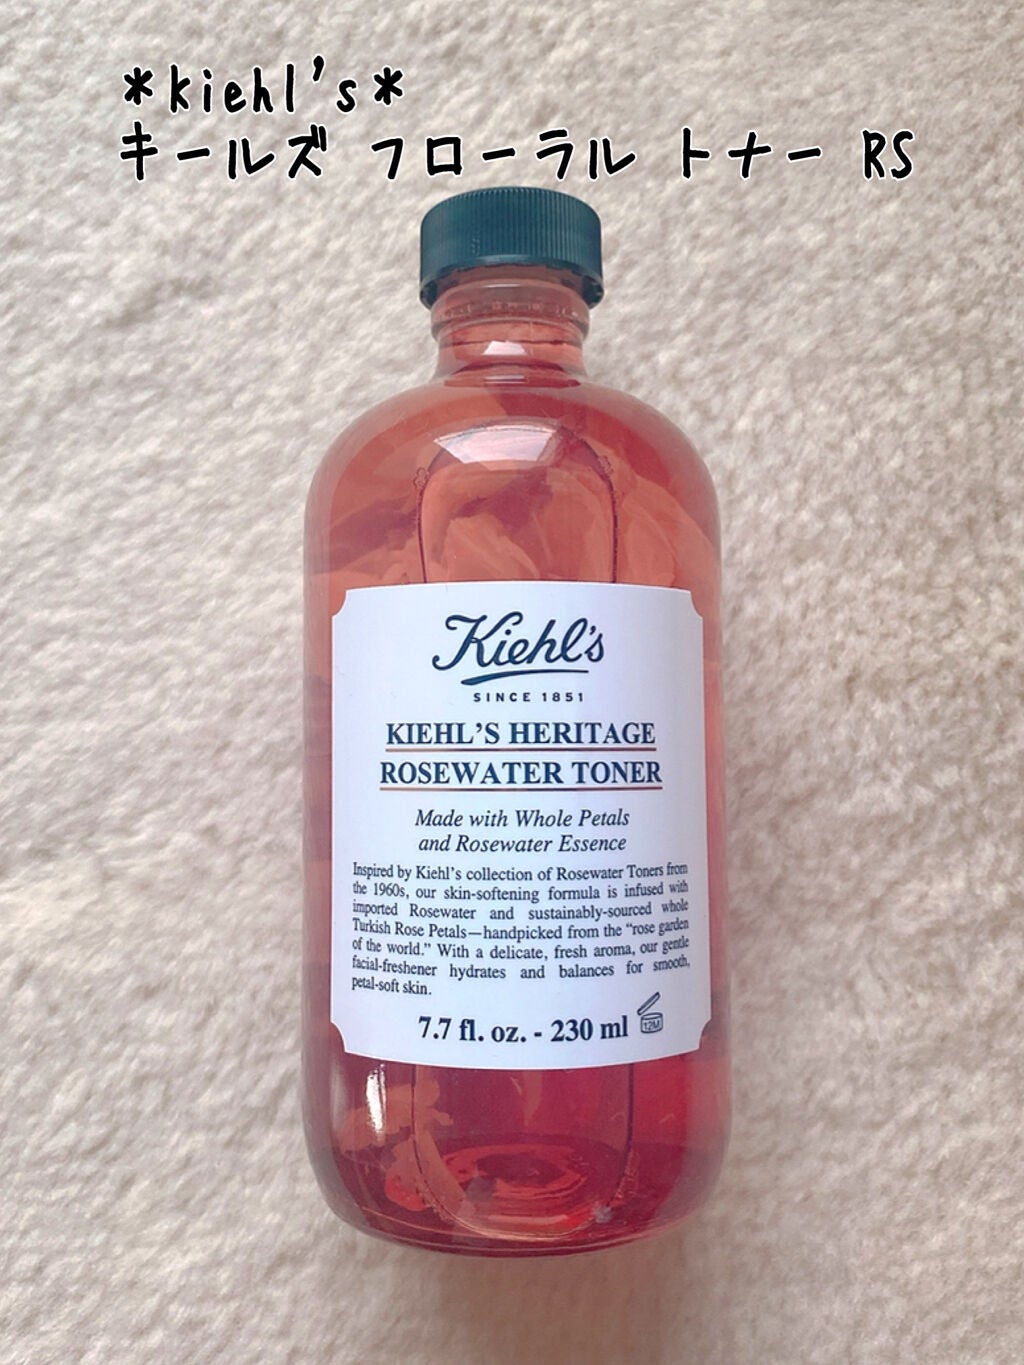 *kiehl's*
キールズ フローラル トナー RS
Kiehl's
SINCE 1851
KIEHL'S HERITAGE
ROSEWATER TONER
Made with Whole Petals
and Rosewater Essence
Inspired by Kiehl's collection of Rosewater Toners from
the 1960s, our skin-softening formula is infused with
imported Rosewater and sustainably-sourced whole
Turkish Rose Petals—handpicked from the "rose garden
of the world." With a delicate, fresh aroma, our gentle
facial-freshener hydrates and balances for smooth,
petal-soft skin.
7.7 fl. oz. - 230 ml
12M